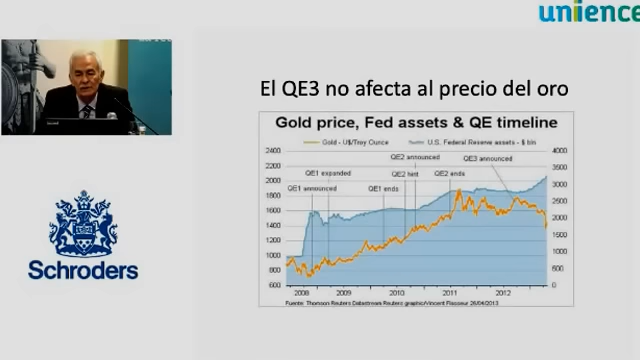 unience
El QE3 no afecta al precio del oro
Gold price, Fed assets & QE timeline
Gold - U$/Troy Ounce
U.S. Federal Reserve assets - $ bln
2400
2200
2000
1800
1600
1400
1200
1000
800
600
4000
3500
3000
2500
2000
1500
1000
500
0
QE1 announced
QE1 expanded
QE1 ends
QE2 announced
QE2 hint
QE2 ends
QE3 announced
2008
2009
2010
2011
2012
Fuente: Thomson Reuters Datastream Reuters graphic/Vincent Flasseur 26/04/2013
Schroders